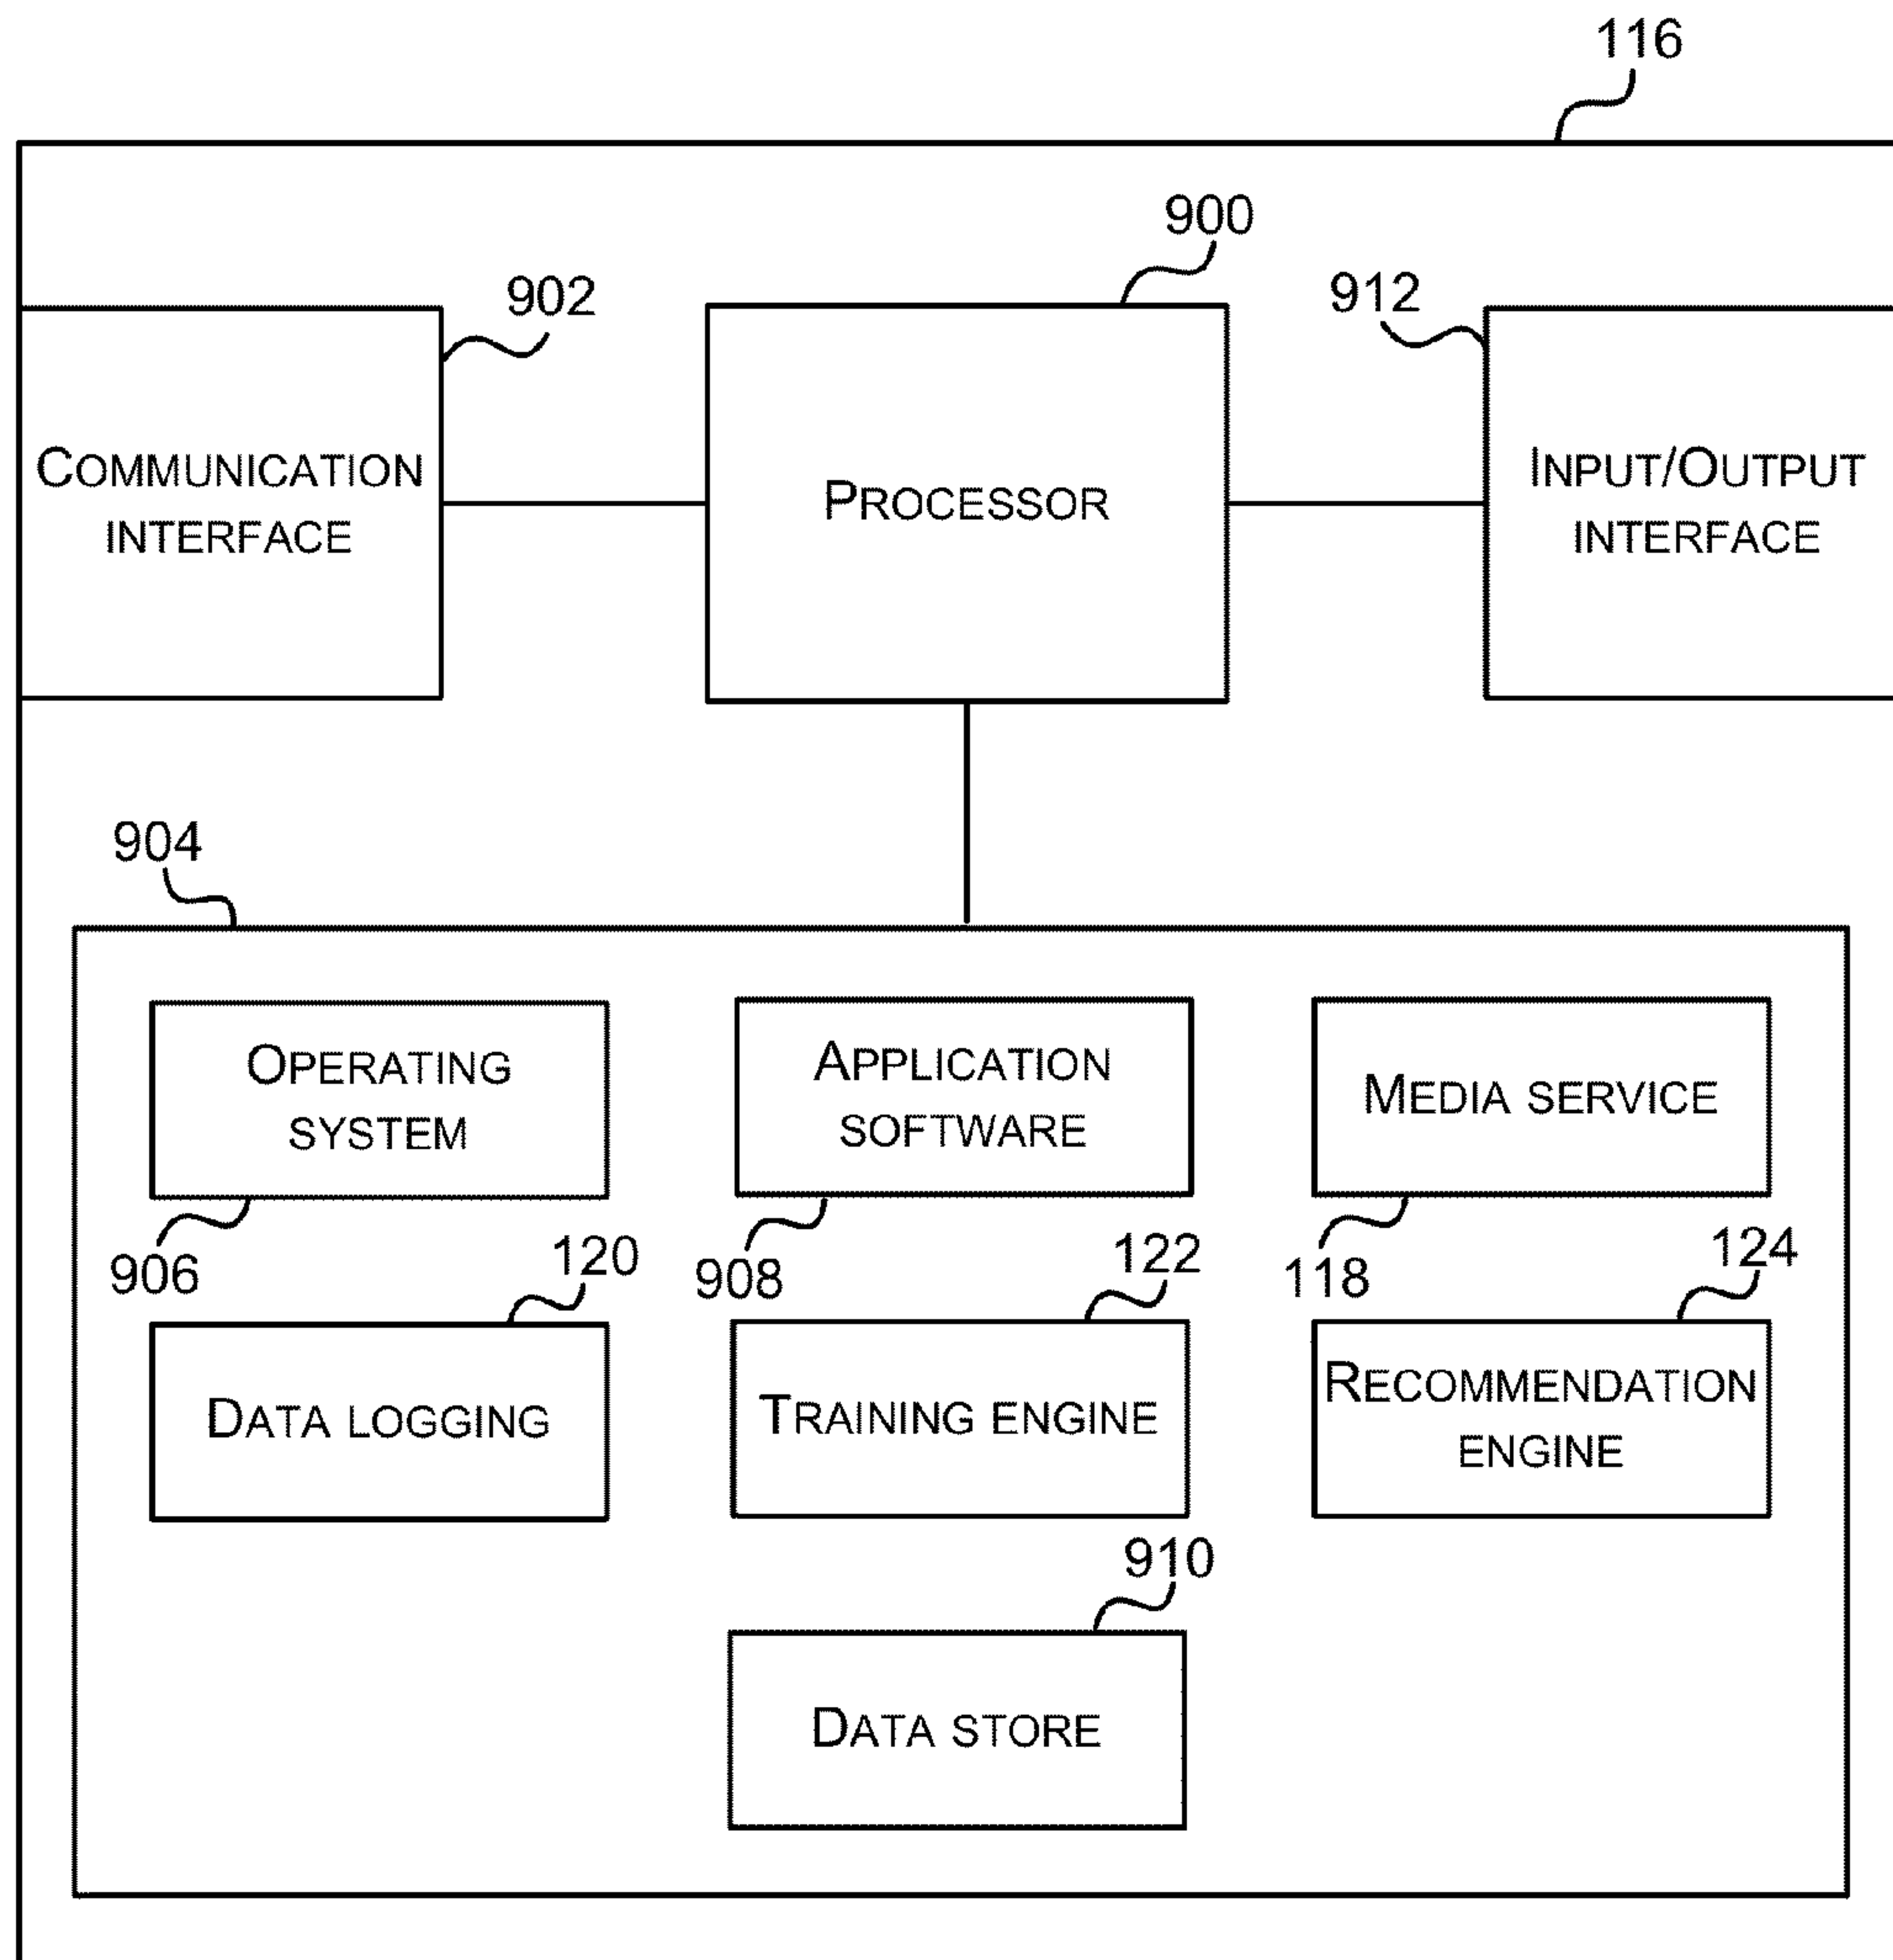 116
900
902
912
COMMUNICATION
INTERFACE
PROCESSOR
INPUT/OUTPUT
INTERFACE
904
OPERATING
SYSTEM
APPLICATION
SOFTWARE
MEDIA SERVICE
906
120
908
122
118
124
DATA LOGGING
TRAINING ENGINE
RECOMMENDATION
ENGINE
910
DATA STORE